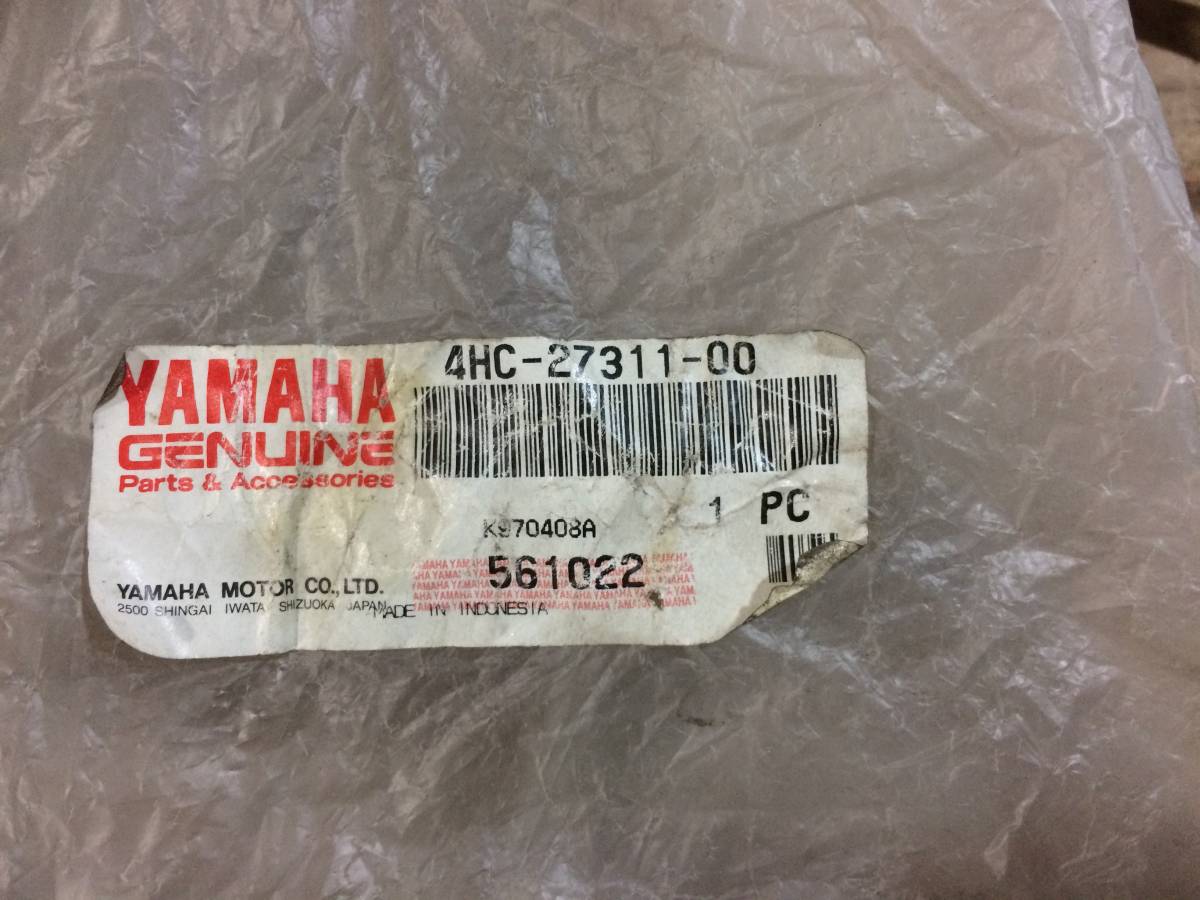 YAMAHA
GENUINE
Parts & Accessories
4HC-27311-00
1 PC
K970408A
561022
YAMAHA MOTOR CO., LTD.
2500 SHINGAI IWATA SHIZUOKA JAPAN
MADE IN INDONESIA